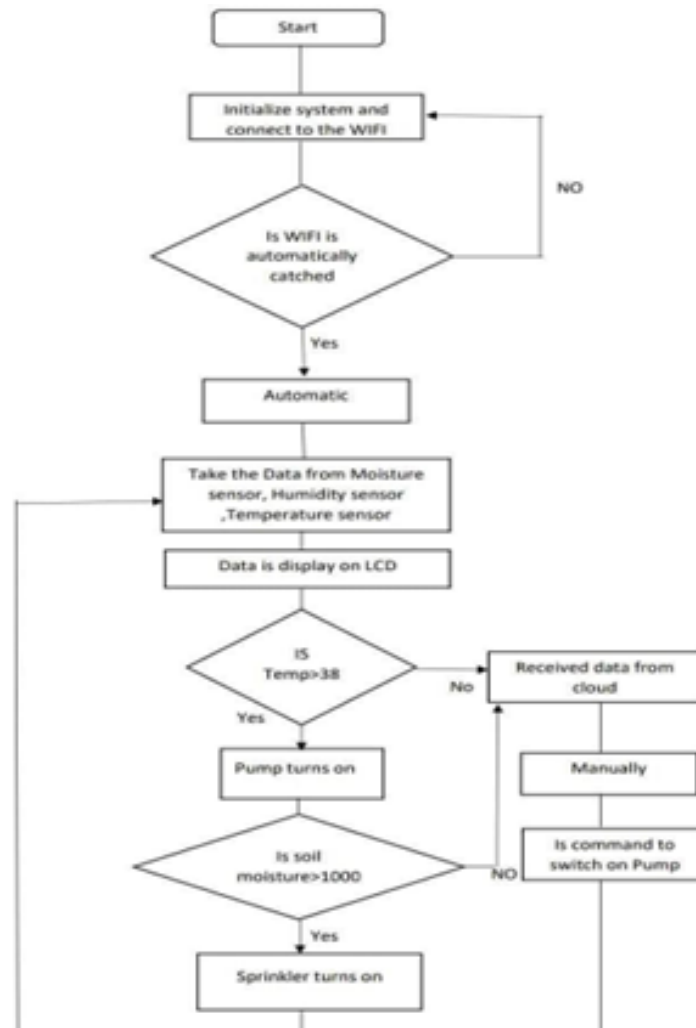 Start
Initialize system and
connect to the WIFI
NO
Is WIFI is
automatically
catched
Yes
Automatic
Take the Data from Moisture
sensor, Humidity sensor
,Temperature sensor
Data is display on LCD
IS
Temp>38
No
Received data from
cloud
Yes
Pump turns on
Manually
Is soil
moisture>1000
NO
Is command to
switch on Pump
Yes
Sprinkler turns on